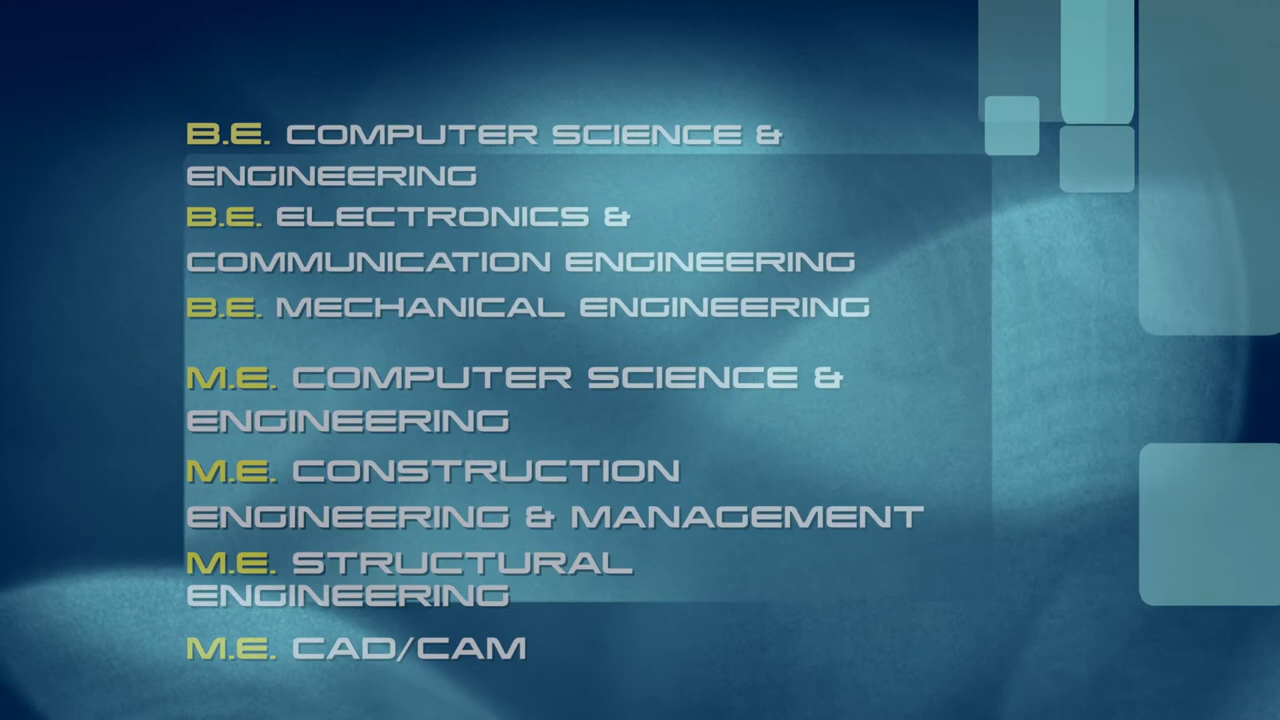 B.E. COMPUTER SCIENCE &
ENGINEERING
B.E. ELECTRONICS &
COMMUNICATION ENGINEERING
B.E. MECHANICAL ENGINEERING
M.E. COMPUTER SCIENCE &
ENGINEERING
M.E. CONSTRUCTION
ENGINEERING & MANAGEMENT
M.E. STRUCTURAL
ENGINEERING
M.E. CAD/CAM